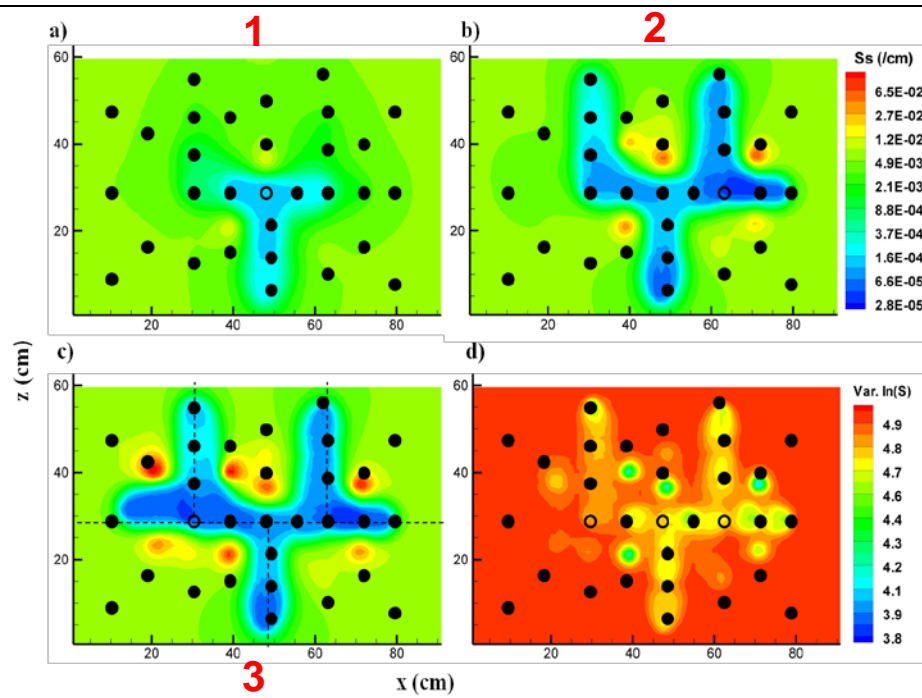 1
2
a)
b)
60
40
20
20 40 60 80
20 40 60 80
Ss (/cm)
6.5E-02
2.7E-02
1.2E-02
4.9E-03
2.1E-03
8.8E-04
3.8E-04
1.6E-04
6.6E-05
2.8E-05
z (cm)
c)
d)
60
40
20
60
40
20
20 40 60 80
20 40 60 80
Var. ln(S)
4.9
4.8
4.7
4.6
4.5
4.4
4.3
4.2
4.1
4.0
3.9
3.8
3
x (cm)